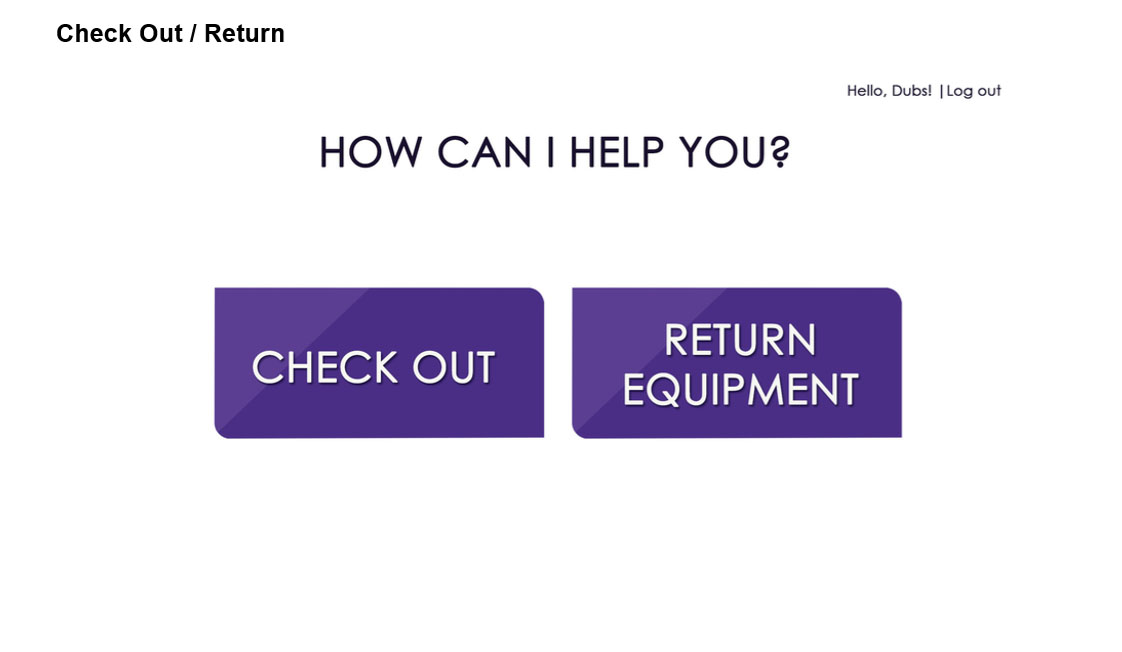 Check Out / Return
Hello, Dubs! |Log out
HOW CAN I HELP YOU?
CHECK OUT
RETURN
EQUIPMENT